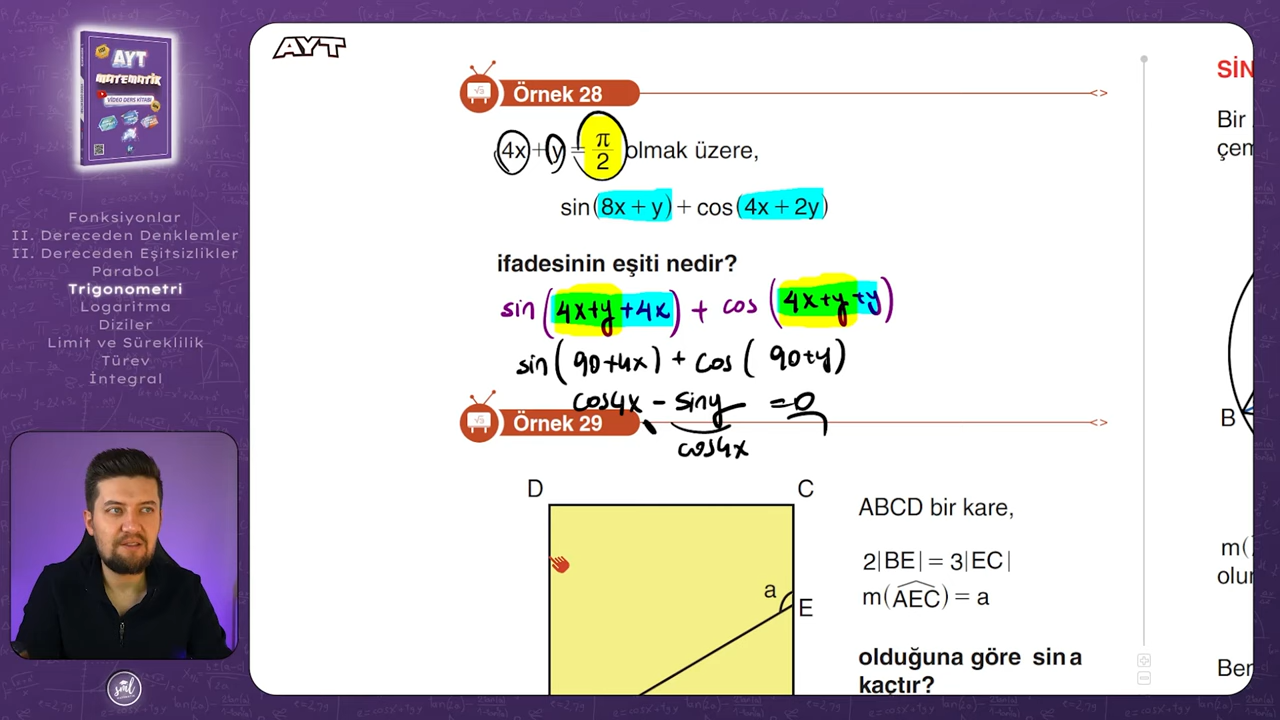 AYT
AYT
MATEMATİK
VİDEO DERS KİTABI
Fonksiyonlar
II. Dereceden Denklemler
II. Dereceden Eşitsizlikler
Parabol
Trigonometri
Logaritma
Diziler
Limit ve Süreklilik
Türev
İntegral
sml
Örnek 28
4x + y = π/2 olmak üzere,
sin(8x + y) + cos(4x + 2y)
ifadesinin eşiti nedir?
sin(4x+y+4x) + cos(4x+y+y)
sin(90+4x) + cos(90+y)
cos4x - siny = 0
cos4x
Örnek 29
D
C
a
E
ABCD bir kare,
2|BE| = 3|EC|
m(AEC) = a
olduğuna göre sin a
kaçtır?
SİN
Bir
çem
B
m(
olur
Ben